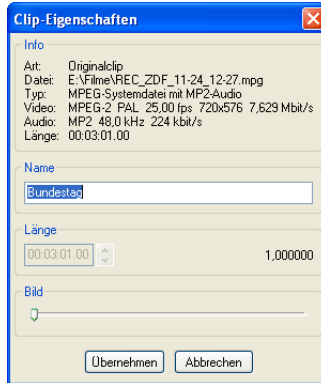 Clip-Eigenschaften
Info
Art: Originalclip
Datei: E:\Filme\REC_ZDF_11-24_12-27.mpg
Typ: MPEG-Systemdatei mit MP2-Audio
Video: MPEG-2 PAL 25,00 fps 720x576 7,629 Mbit/s
Audio: MP2 48,0 kHz 224 kbit/s
Länge: 00:03:01.00
Name
Bundestag
Länge
00:03:01.00 1,000000
Bild
Übernehmen Abbrechen